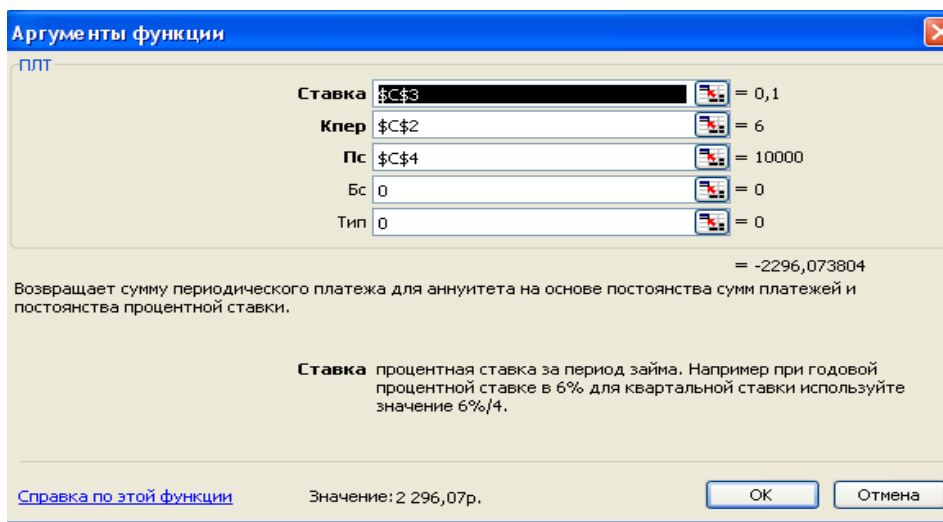 Аргументы функции
ПЛТ
Ставка $C$3 = 0,1
Кпер $C$2 = 6
Пс $C$4 = 10000
Бс 0 = 0
Тип 0 = 0
= -2296,073804
Возвращает сумму периодического платежа для аннуитета на основе постоянства сумм платежей и
постоянства процентной ставки.
Ставка процентная ставка за период займа. Например при годовой
процентной ставке в 6% для квартальной ставки используйте
значение 6%/4.
Справка по этой функции Значение:2 296,07р. ОК Отмена